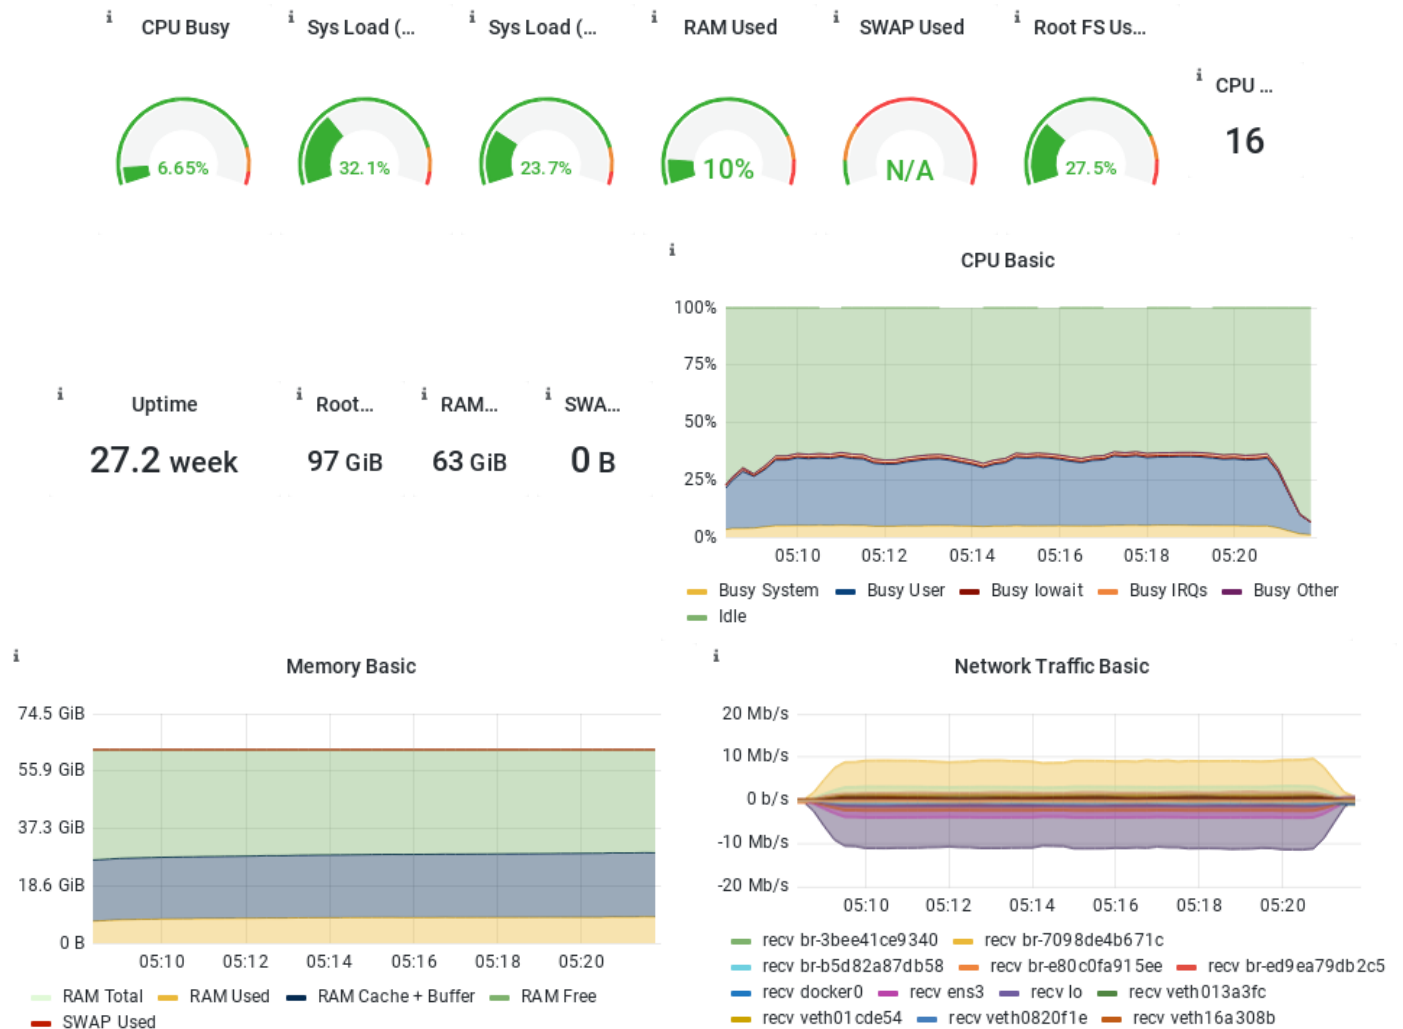 i CPU Busy
i Sys Load (...
i Sys Load (...
i RAM Used
i SWAP Used
i Root FS Us...
i CPU ...
6.65%
32.1%
23.7%
10%
N/A
27.5%
16
i Uptime
27.2 week
i Root...
97 GiB
i RAM...
63 GiB
i SWA...
0 B
i CPU Basic
100%
75%
50%
25%
0%
05:10 05:12 05:14 05:16 05:18 05:20
Busy System Busy User Busy Iowait Busy IRQs Busy Other
Idle
i Memory Basic
74.5 GiB
55.9 GiB
37.3 GiB
18.6 GiB
0 B
05:10 05:12 05:14 05:16 05:18 05:20
RAM Total RAM Used RAM Cache + Buffer RAM Free
SWAP Used
i Network Traffic Basic
20 Mb/s
10 Mb/s
0 b/s
-10 Mb/s
-20 Mb/s
05:10 05:12 05:14 05:16 05:18 05:20
recv br-3bee41ce9340 recv br-7098de4b671c
recv br-b5d82a87db58 recv br-e80c0fa915ee recv br-ed9ea79db2c5
recv docker0 recv ens3 recv lo recv veth013a3fc
recv veth01cde54 recv veth0820f1e recv veth16a308b